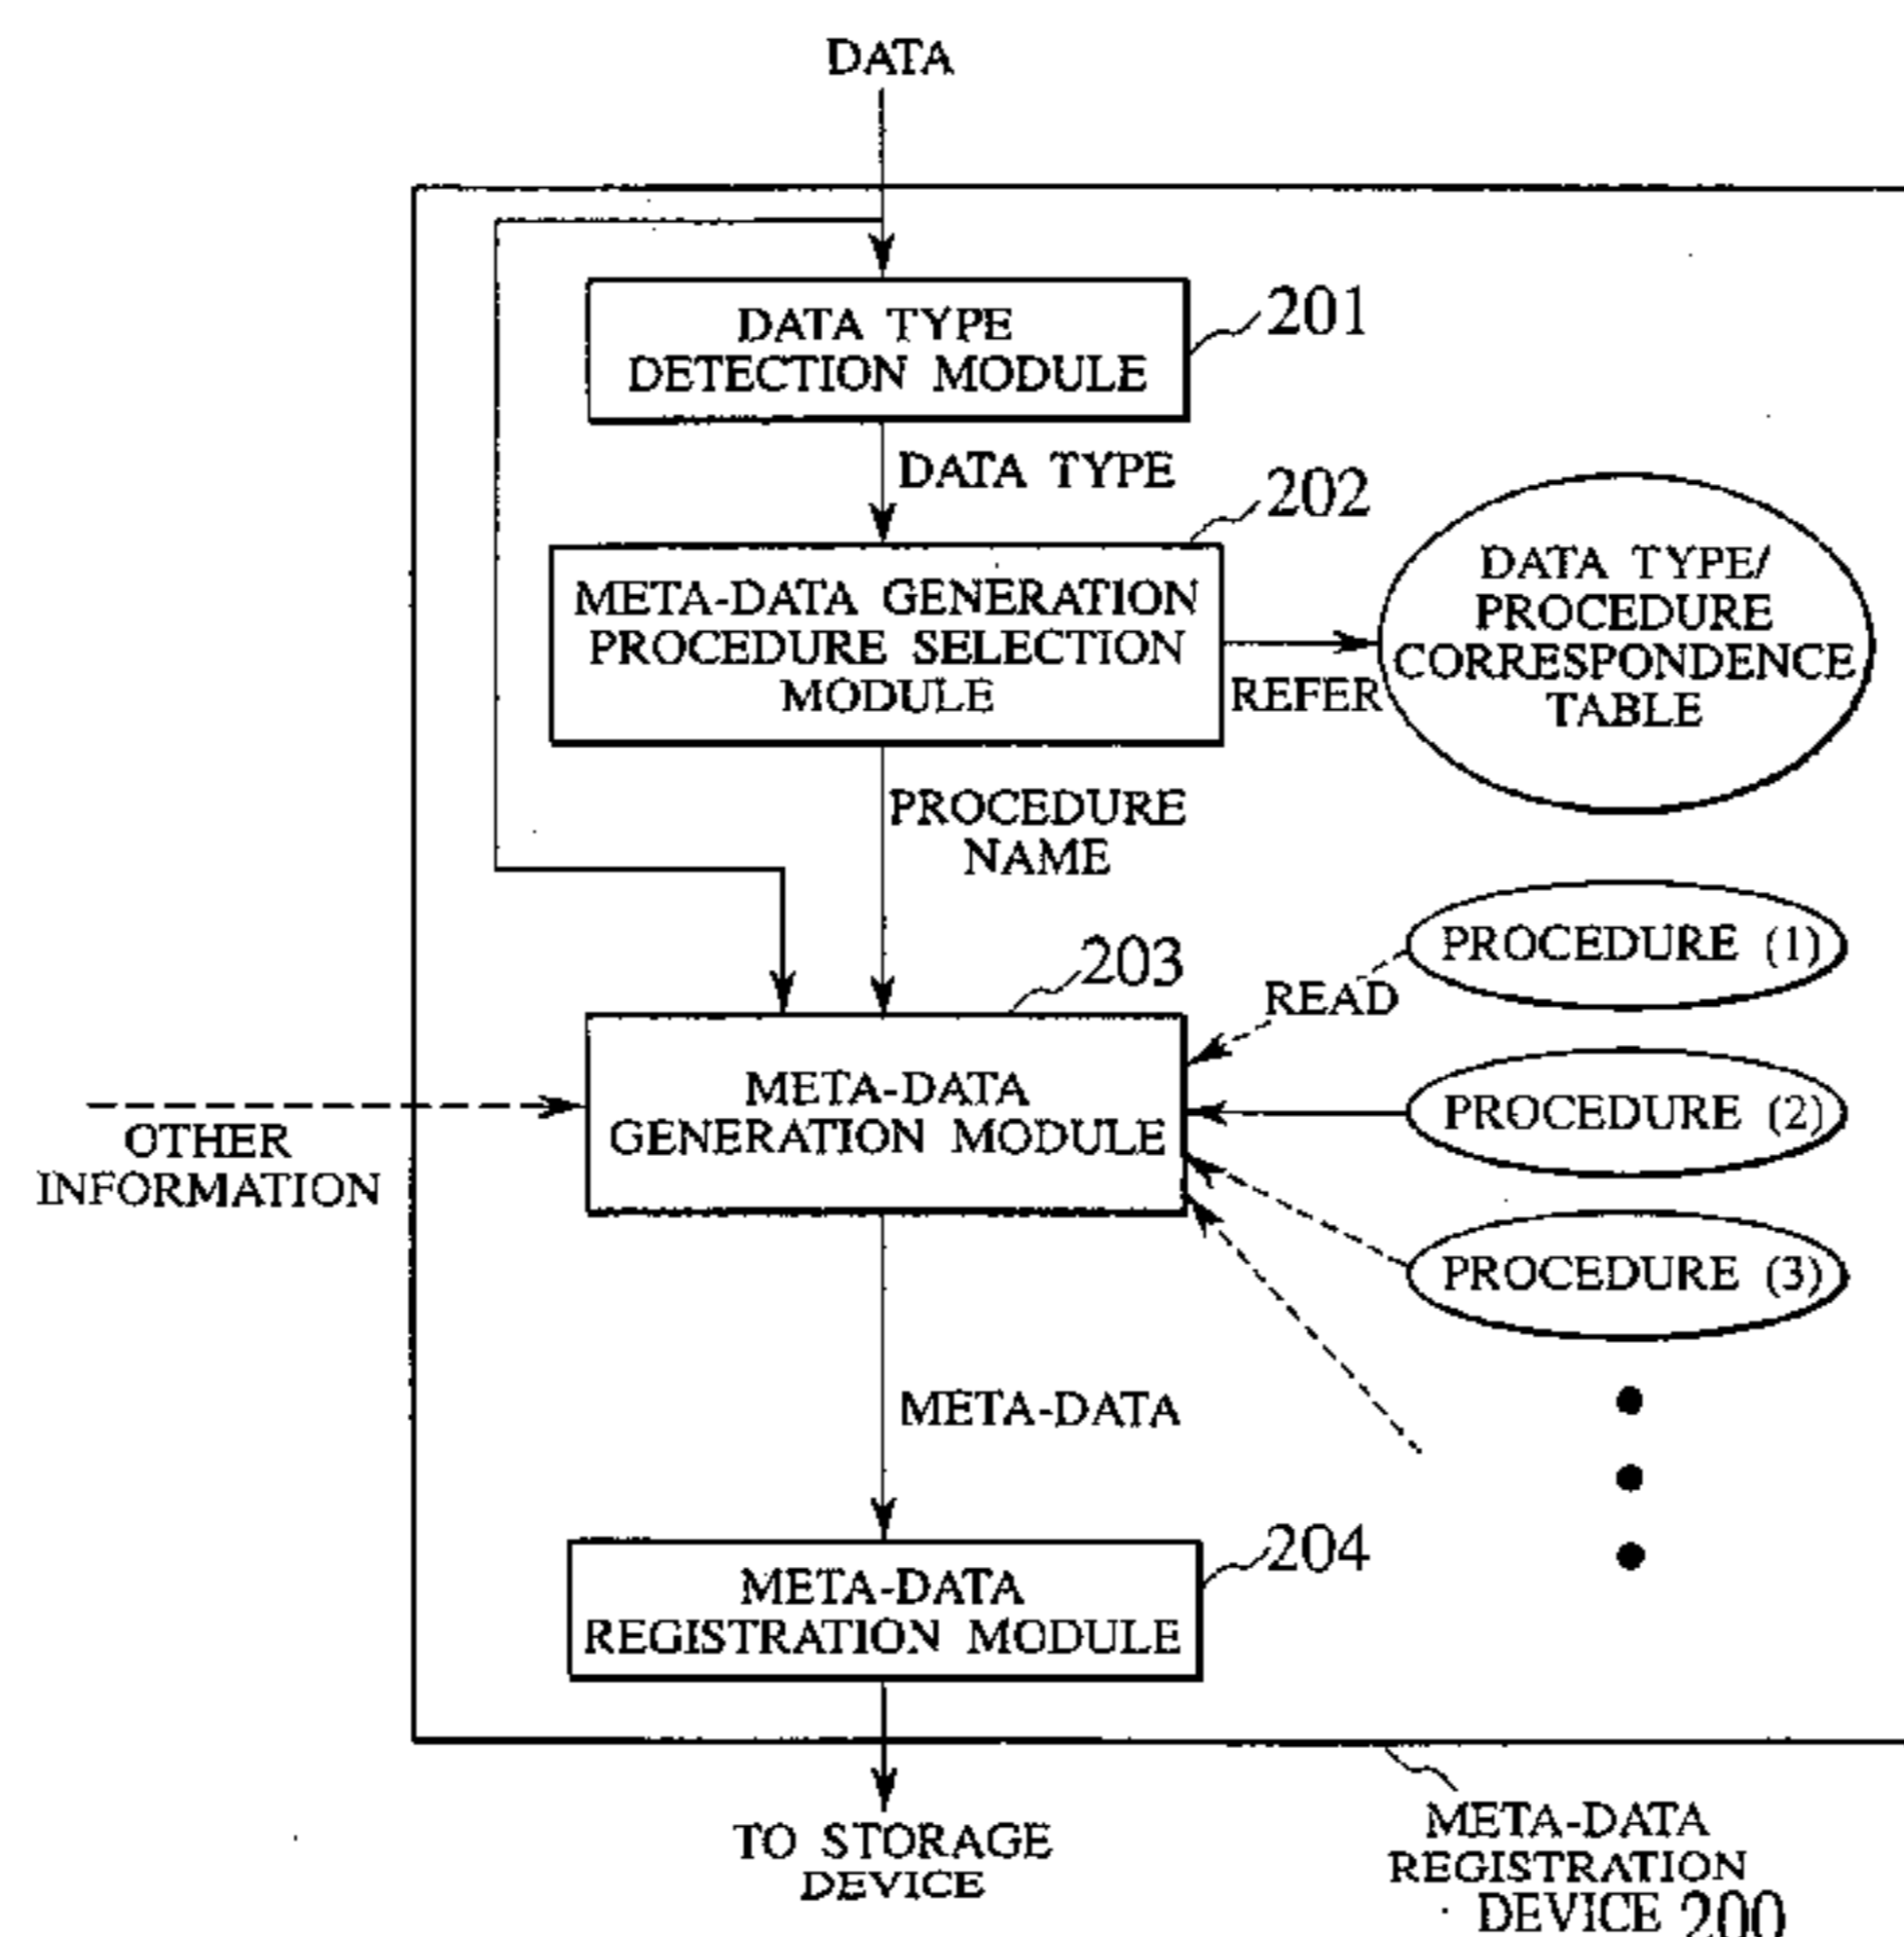 DATA
DATA TYPE
DETECTION MODULE
201
DATA TYPE
202
META-DATA GENERATION
PROCEDURE SELECTION
MODULE
REFER
DATA TYPE/
PROCEDURE
CORRESPONDENCE
TABLE
PROCEDURE
NAME
203
READ
PROCEDURE (1)
META-DATA
GENERATION MODULE
PROCEDURE (2)
OTHER
INFORMATION
PROCEDURE (3)
META-DATA
204
META-DATA
REGISTRATION MODULE
TO STORAGE
DEVICE
META-DATA
REGISTRATION
DEVICE 200